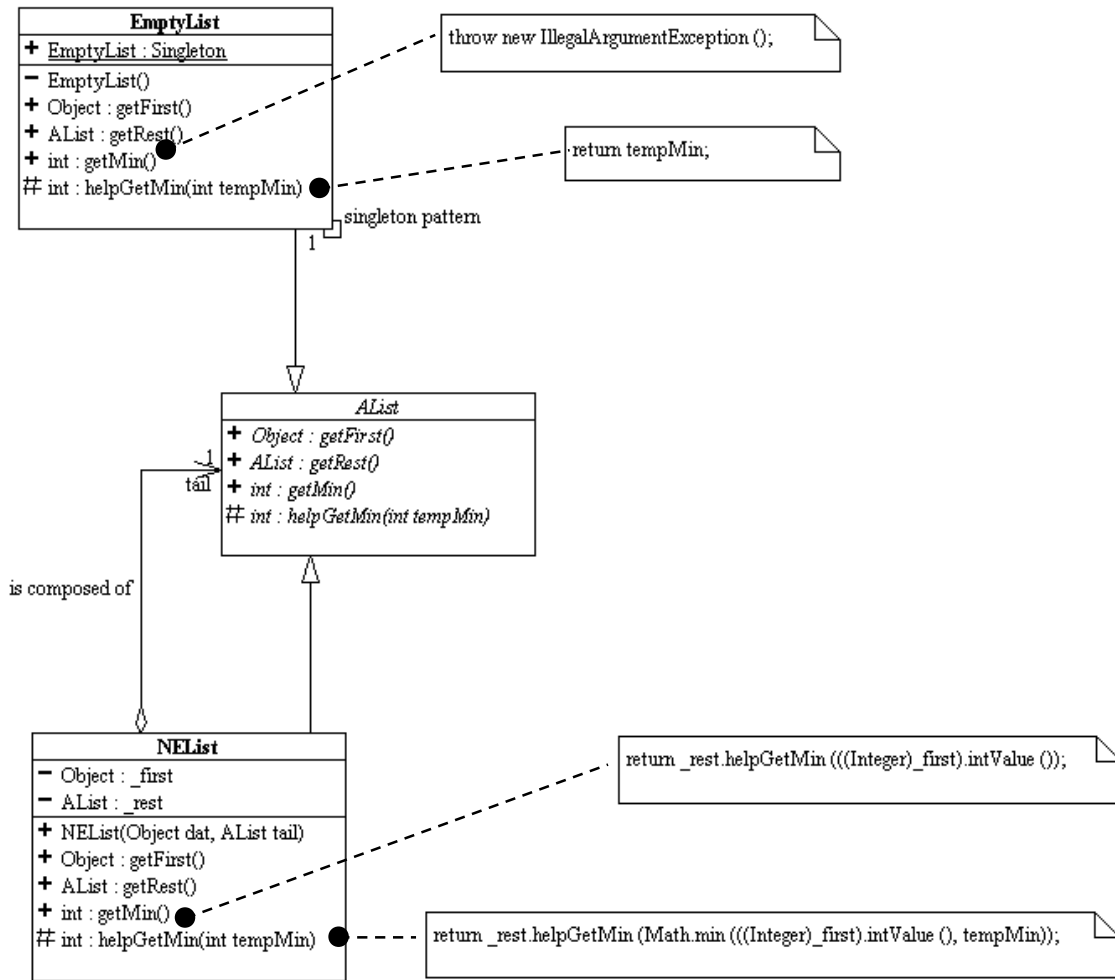 EmptyList
+ EmptyList : Singleton
- EmptyList()
+ Object : getFirst()
+ AList : getRest()
+ int : getMin()
# int : helpGetMin(int tempMin)
throw new IllegalArgumentException ();
return tempMin;
singleton pattern
1
AList
+ Object : getFirst()
+ AList : getRest()
+ int : getMin()
# int : helpGetMin(int tempMin)
1
tail
is composed of
NEList
- Object : _first
- AList : _rest
+ NEList(Object dat, AList tail)
+ Object : getFirst()
+ AList : getRest()
+ int : getMin()
# int : helpGetMin(int tempMin)
return _rest.helpGetMin (((Integer)_first).intValue ());
return _rest.helpGetMin (Math.min (((Integer)_first).intValue (), tempMin));